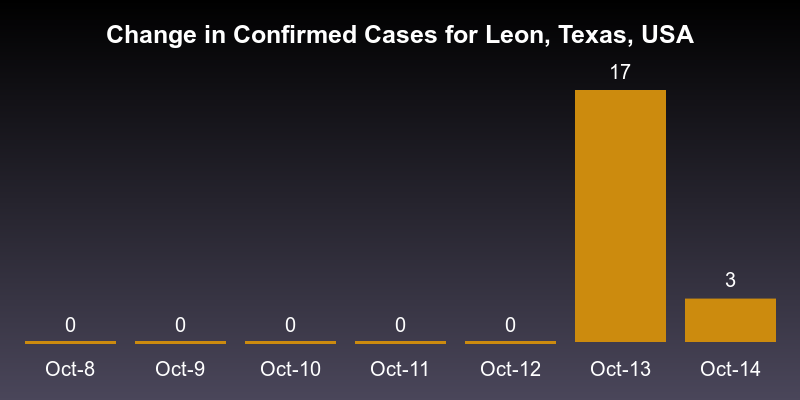 Change in Confirmed Cases for Leon, Texas, USA
17
3
0 0 0 0 0
Oct-8 Oct-9 Oct-10 Oct-11 Oct-12 Oct-13 Oct-14